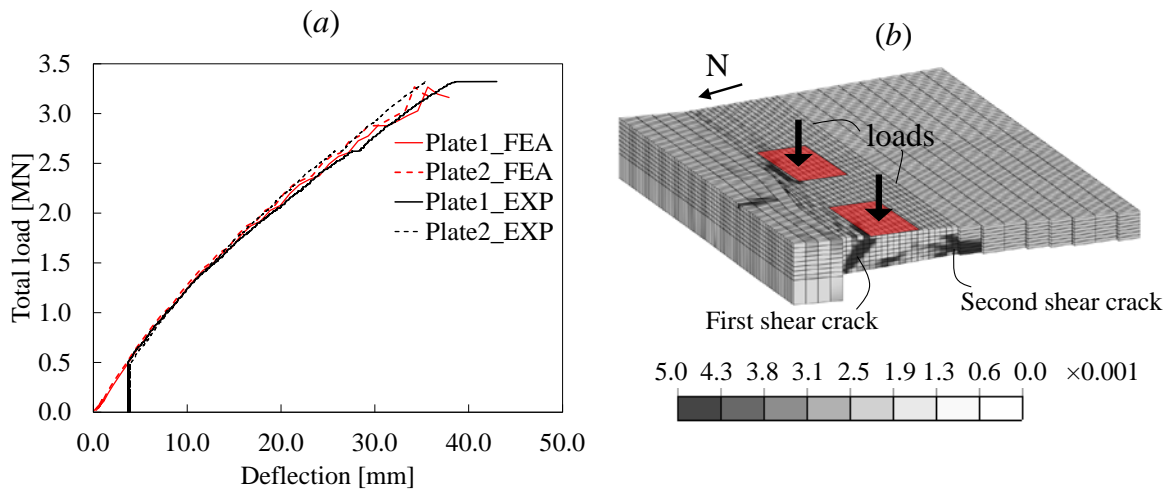 (a)
Total load [MN]
3.5
3.0
2.5
2.0
1.5
1.0
0.5
0.0
0.0 10.0 20.0 30.0 40.0 50.0
Deflection [mm]
Plate1_FEA
Plate2_FEA
Plate1_EXP
Plate2_EXP
(b)
N
loads
First shear crack
Second shear crack
5.0 4.3 3.8 3.1 2.5 1.9 1.3 0.6 0.0 ×0.001